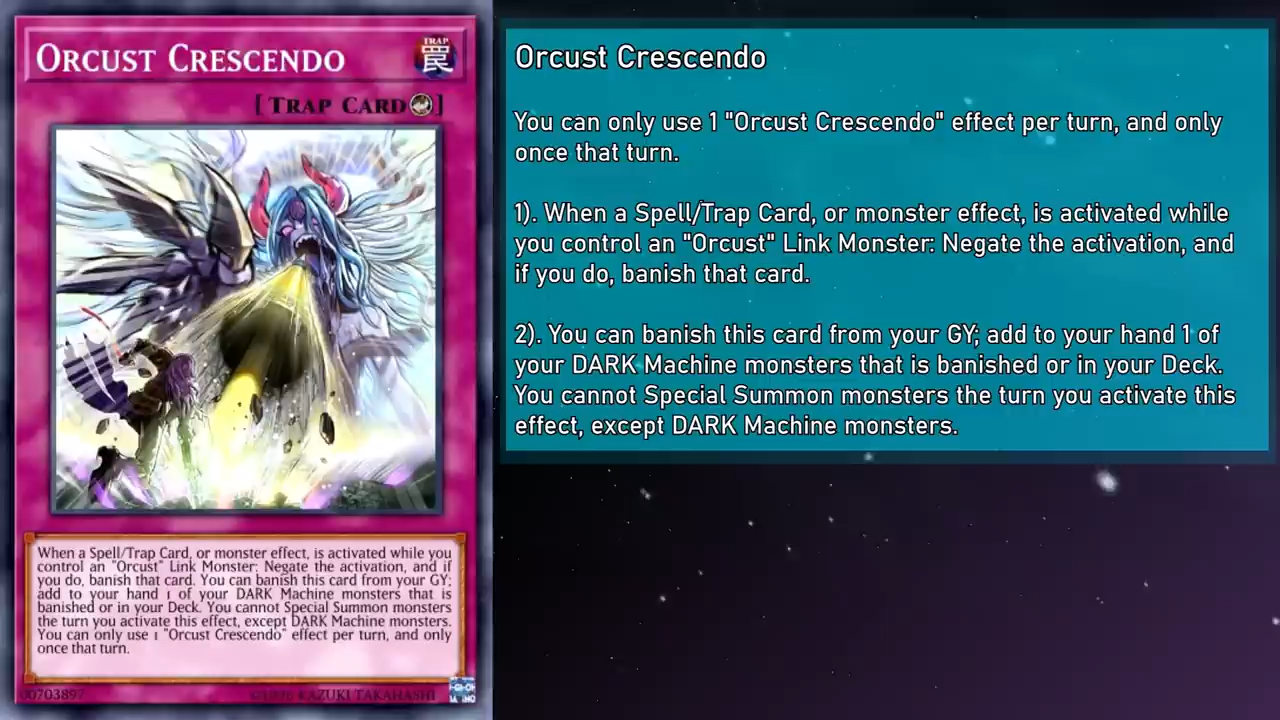 ORCUST CRESCENDO
TRAP
罠
[ TRAP CARD ]
When a Spell/Trap Card, or monster effect, is activated while you
control an "Orcust" Link Monster: Negate the activation, and if
you do, banish that card. You can banish this card from your GY;
add to your hand 1 of your DARK Machine monsters that is
banished or in your Deck. You cannot Special Summon monsters
the turn you activate this effect, except DARK Machine monsters.
You can only use 1 "Orcust Crescendo" effect per turn, and only
once that turn.
00703897
©1996 KAZUKI TAKAHASHI
Orcust Crescendo
You can only use 1 "Orcust Crescendo" effect per turn, and only
once that turn.
1). When a Spell/Trap Card, or monster effect, is activated while
you control an "Orcust" Link Monster: Negate the activation, and
if you do, banish that card.
2). You can banish this card from your GY; add to your hand 1 of
your DARK Machine monsters that is banished or in your Deck.
You cannot Special Summon monsters the turn you activate this
effect, except DARK Machine monsters.